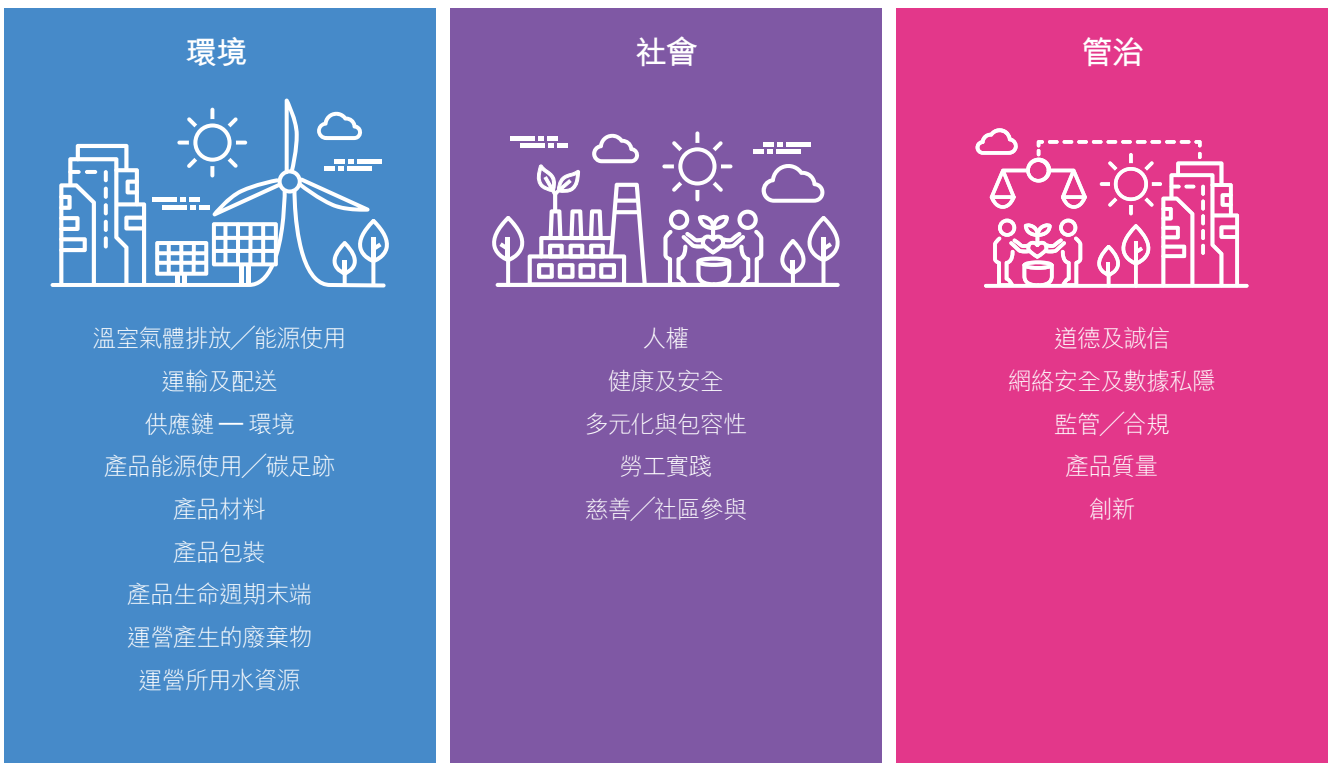 環境
溫室氣體排放╱能源使用
運輸及配送
供應鏈 — 環境
產品能源使用╱碳足跡
產品材料
產品包裝
產品生命週期末端
運營產生的廢棄物
運營所用水資源
社會
人權
健康及安全
多元化與包容性
勞工實踐
慈善╱社區參與
管治
道德及誠信
網絡安全及數據私隱
監管╱合規
產品質量
創新